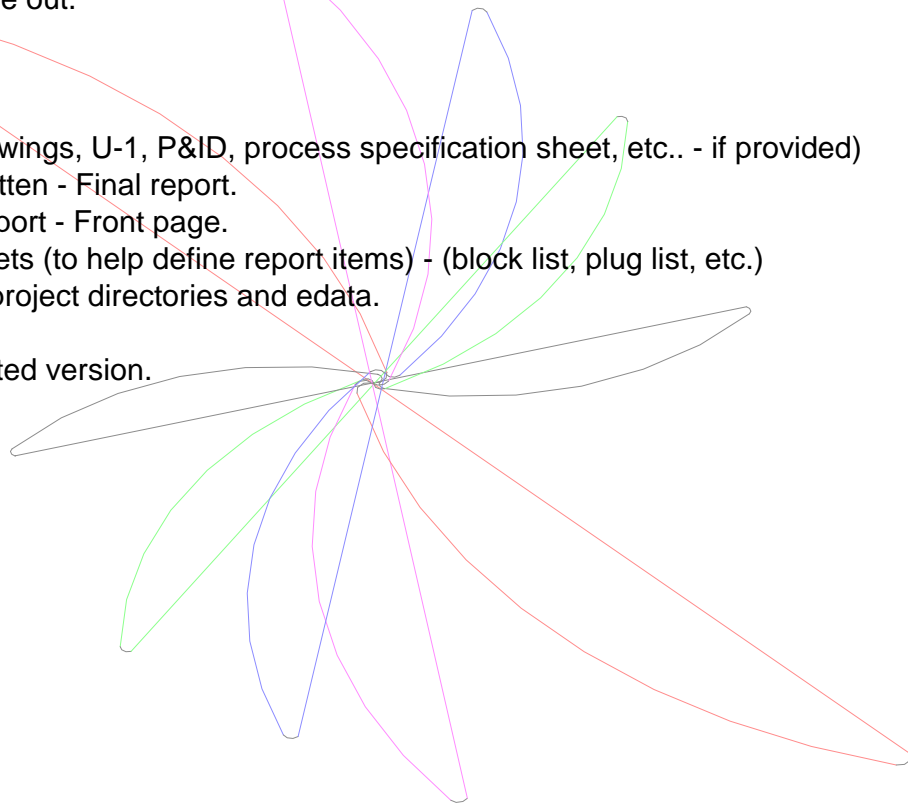 e out.
wings, U-1, P&ID, process specification sheet, etc.. - if provided)
tten - Final report.
port - Front page.
ets (to help define report items) - (block list, plug list, etc.)
project directories and edata.
ted version.